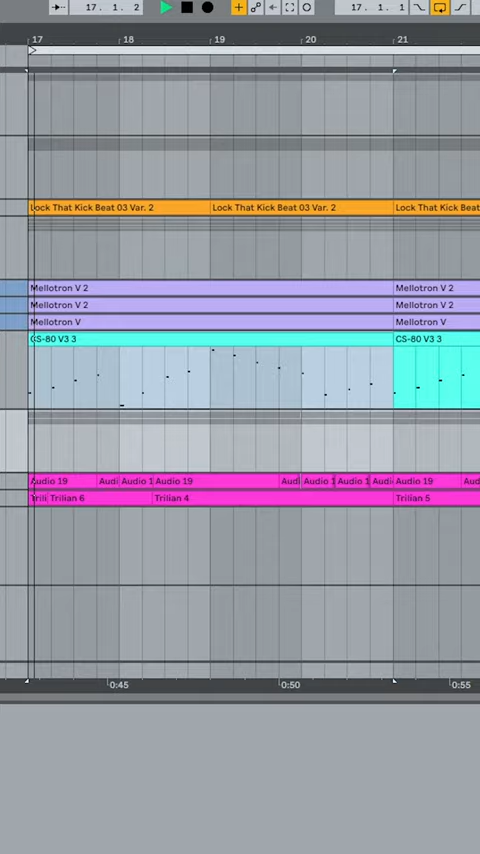 17. 1. 2 17. 1. 1
17 18 19 20 21
Lock That Kick Beat 03 Var. 2 Lock That Kick Beat 03 Var. 2 Lock That Kick Beat
Mellotron V 2 Mellotron V 2
Mellotron V 2 Mellotron V 2
Mellotron V Mellotron V
CS-80 V3 3 CS-80 V3 3
Audio 19 Audi Audio 1 Audio 19 Audi Audio 1 Audio 1 Audi Audio 19 Aud
Trili Trilian 6 Trilian 4 Trilian 5
0:45 0:50 0:55